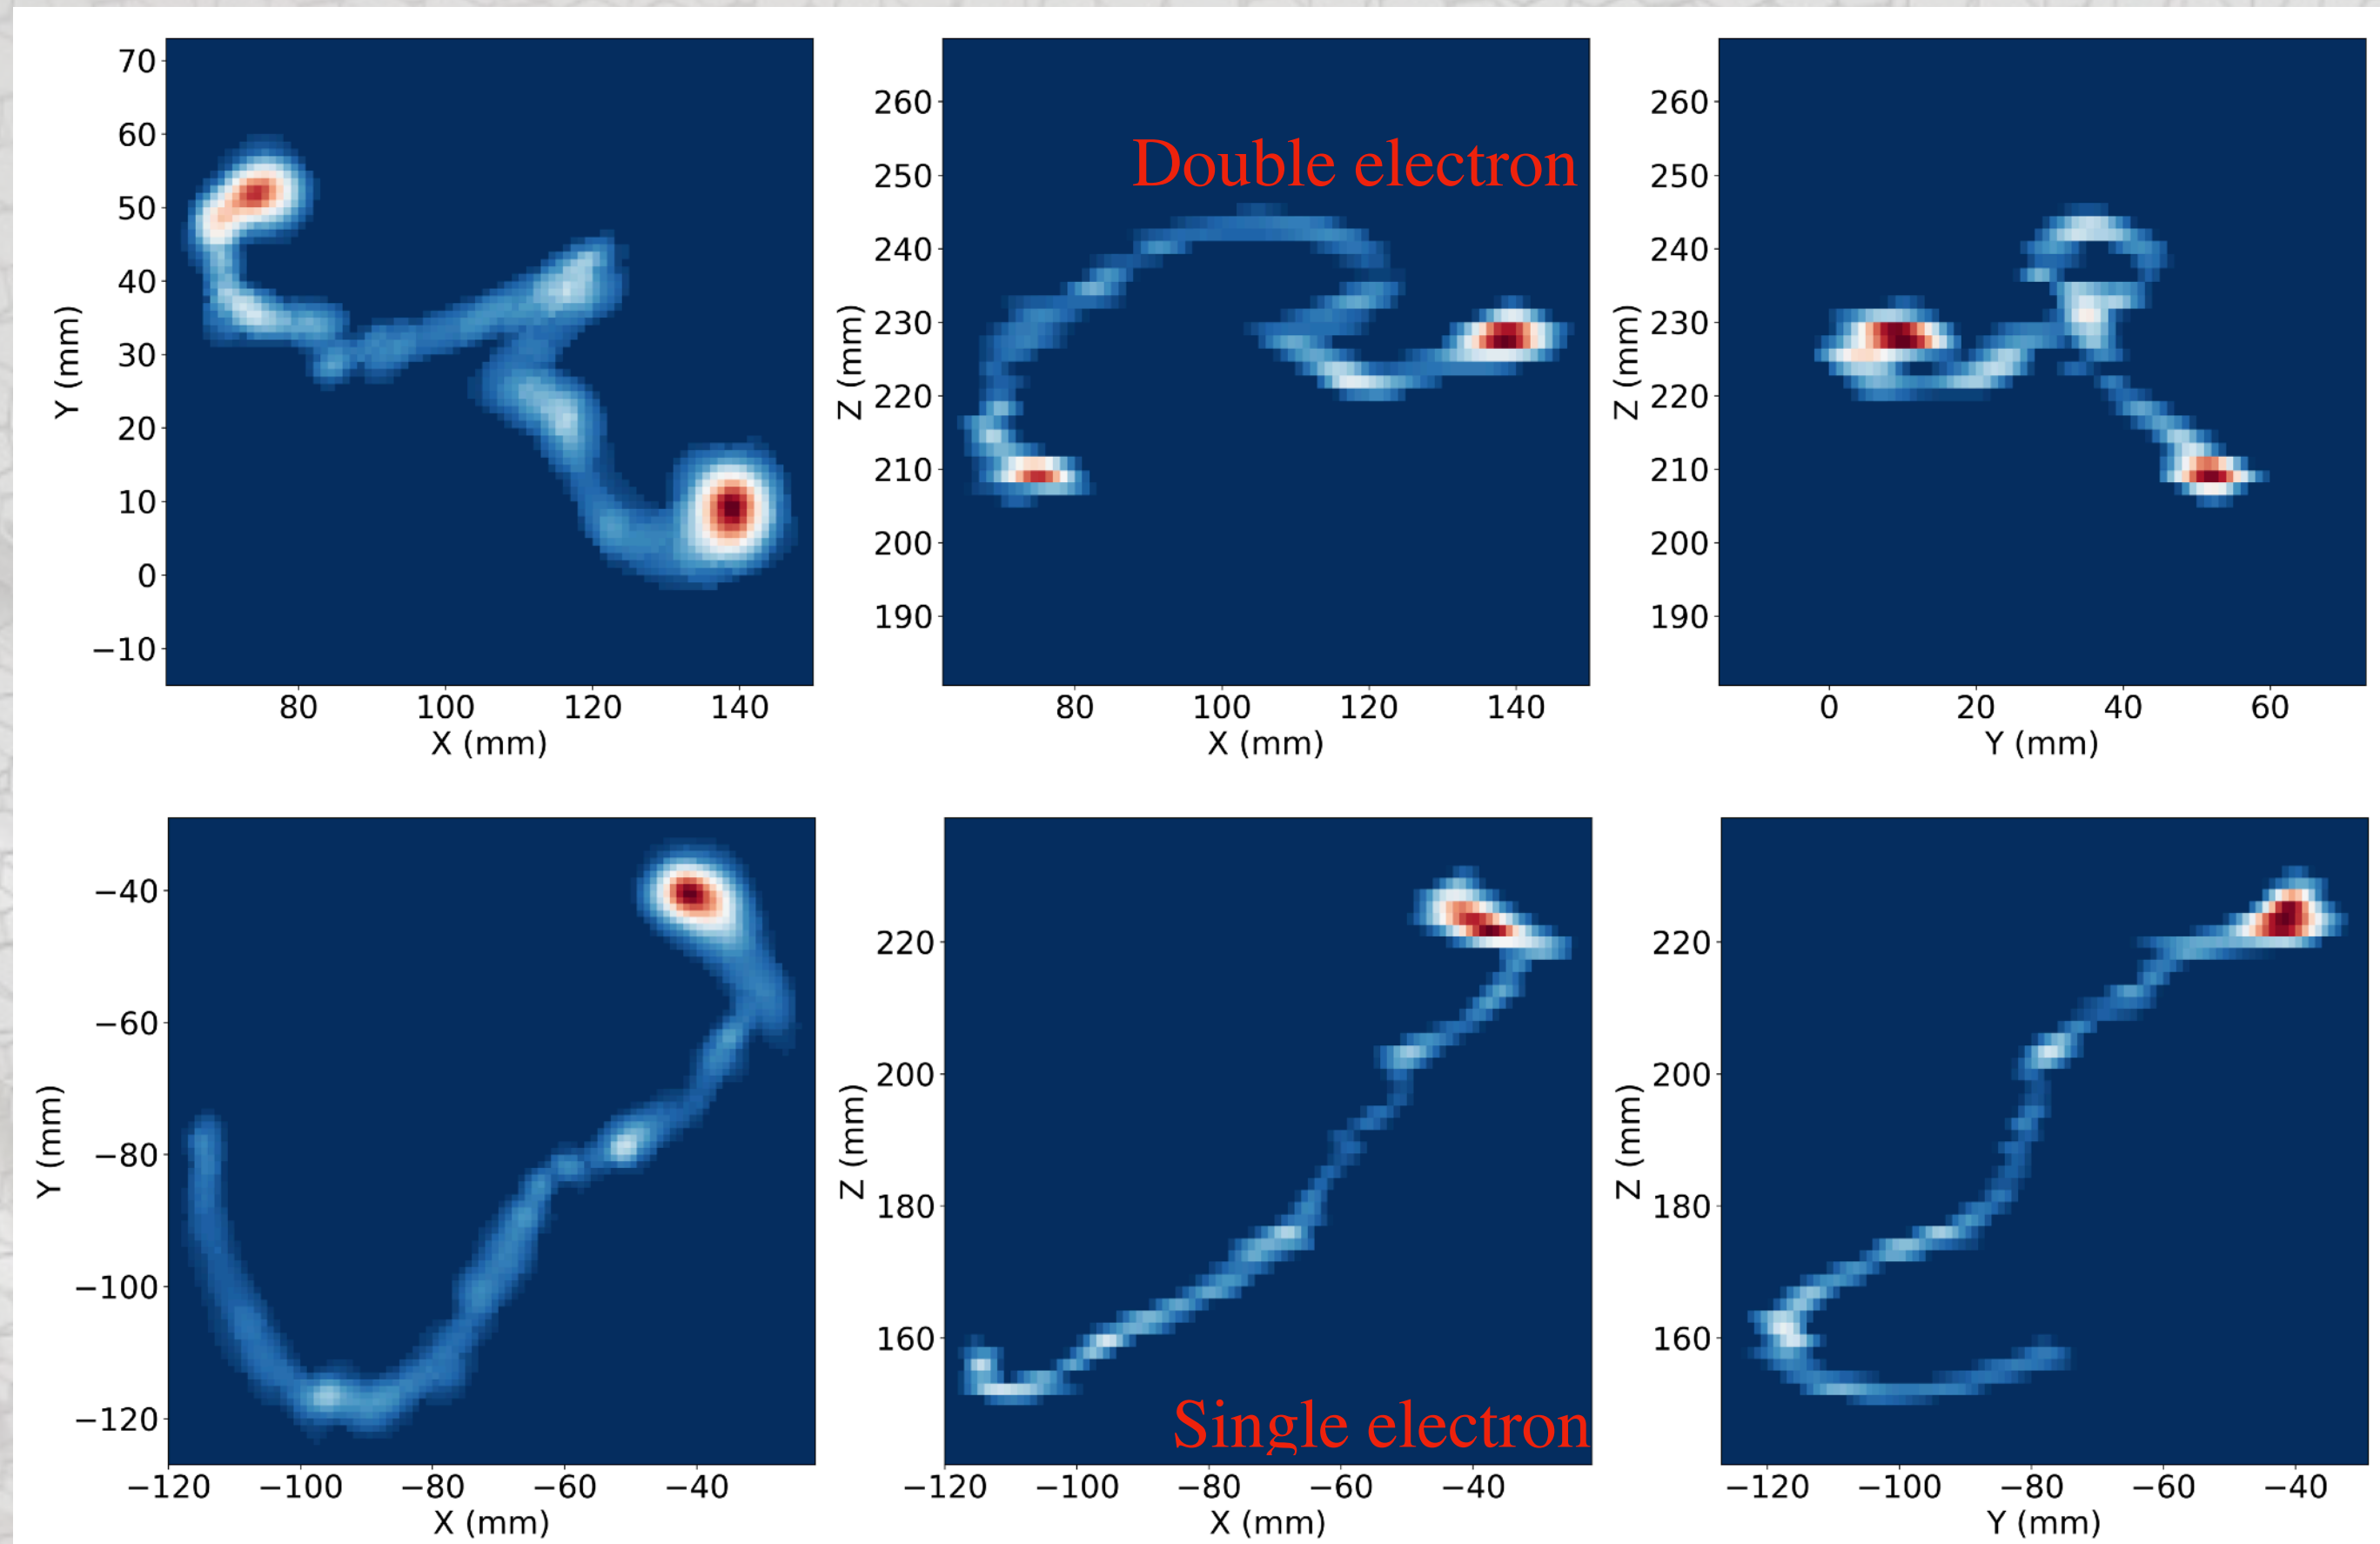 70
60
50
40
30
20
10
0
−10
Y (mm)
80 100 120 140
X (mm)
260
250
240
230
220
210
200
190
Z (mm)
Double electron
80 100 120 140
X (mm)
260
250
240
230
220
210
200
190
Z (mm)
0 20 40 60
Y (mm)
−40
−60
−80
−100
−120
Y (mm)
−120 −100 −80 −60 −40
X (mm)
220
200
180
160
Z (mm)
Single electron
−120 −100 −80 −60 −40
X (mm)
220
200
180
160
Z (mm)
−120 −100 −80 −60 −40
Y (mm)